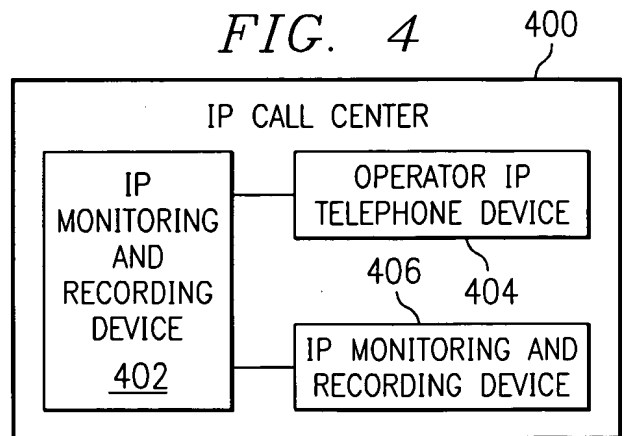 FIG. 4
400
IP CALL CENTER
IP
MONITORING
AND
RECORDING
DEVICE
402
OPERATOR IP
TELEPHONE DEVICE
404
406
IP MONITORING AND
RECORDING DEVICE